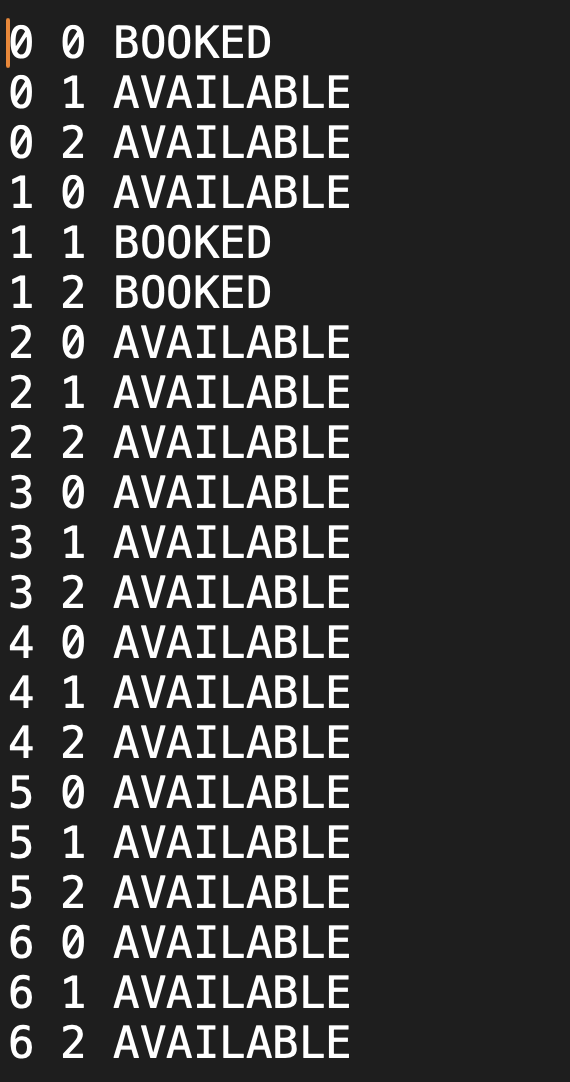 0 0 BOOKED
0 1 AVAILABLE
0 2 AVAILABLE
1 0 AVAILABLE
1 1 BOOKED
1 2 BOOKED
2 0 AVAILABLE
2 1 AVAILABLE
2 2 AVAILABLE
3 0 AVAILABLE
3 1 AVAILABLE
3 2 AVAILABLE
4 0 AVAILABLE
4 1 AVAILABLE
4 2 AVAILABLE
5 0 AVAILABLE
5 1 AVAILABLE
5 2 AVAILABLE
6 0 AVAILABLE
6 1 AVAILABLE
6 2 AVAILABLE